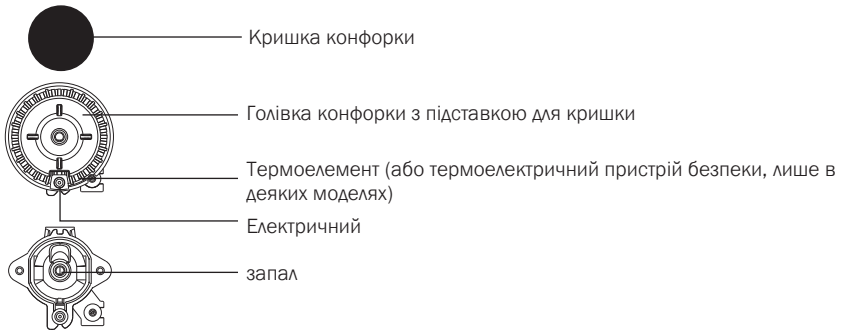 Кришка конфорки
Голівка конфорки з підставкою для кришки
Термоелемент (або термоелектричний пристрій безпеки, лише в
деяких моделях)
Електричний
запал